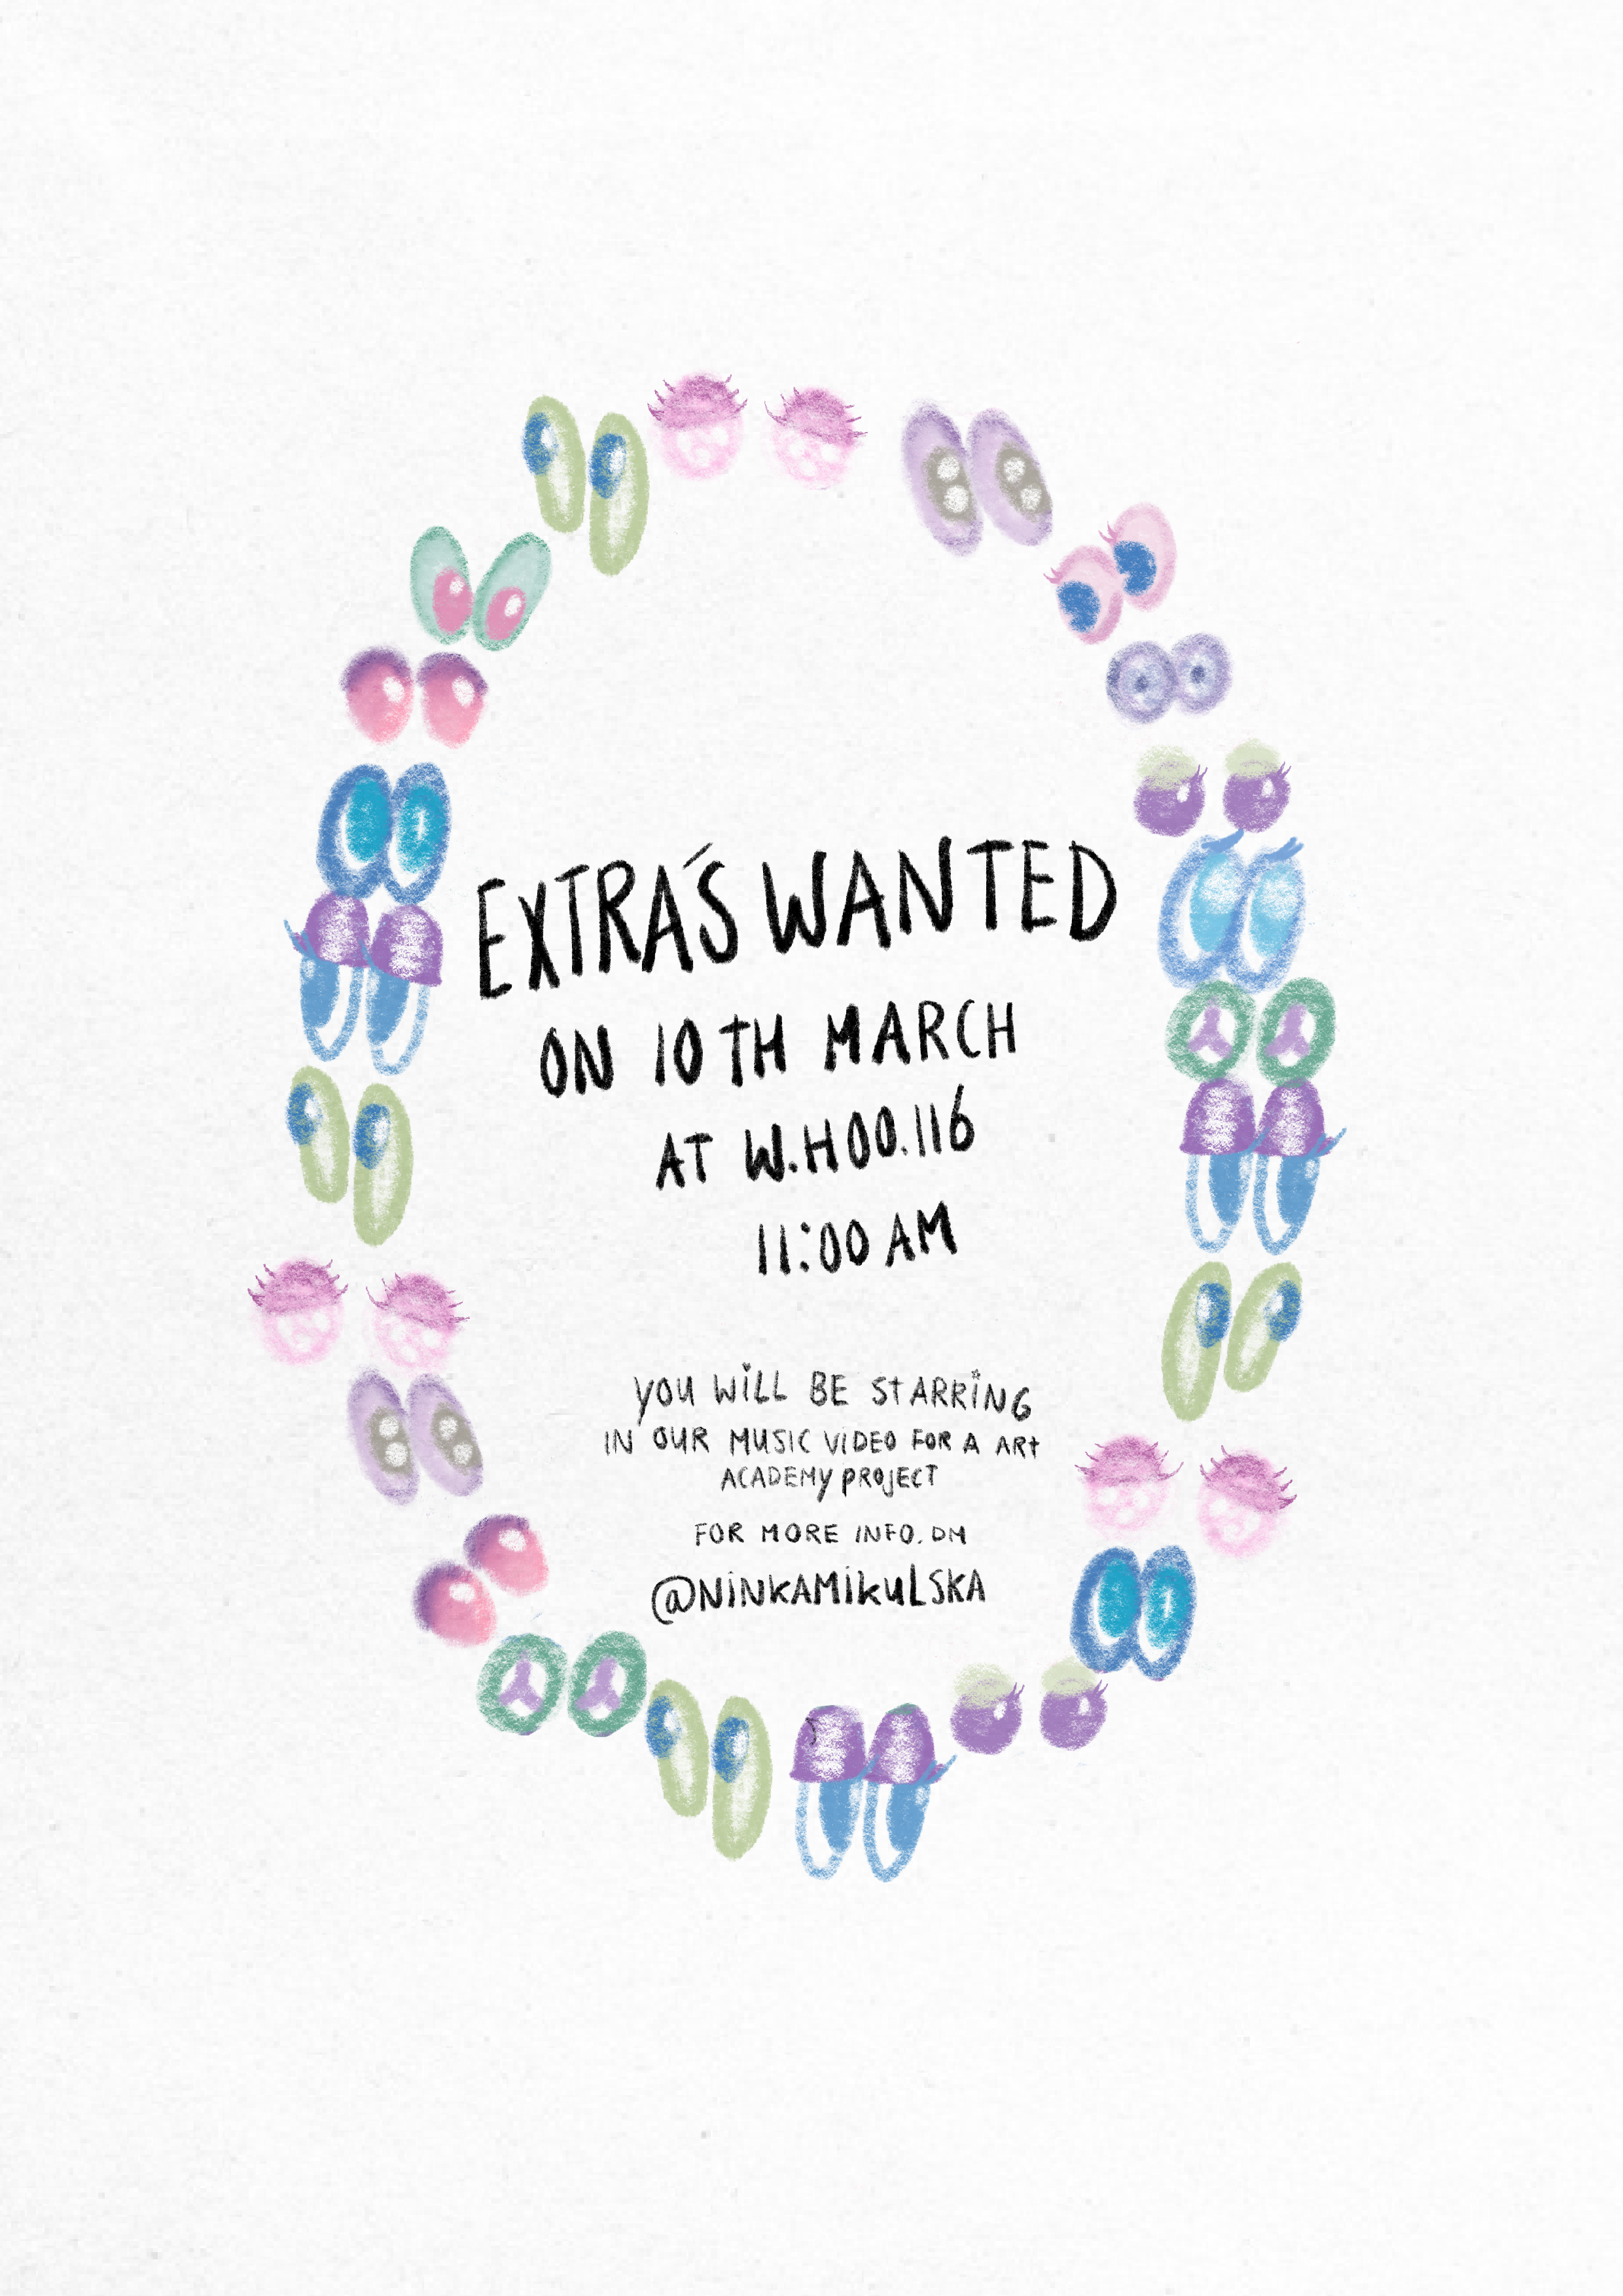 EXTRA'S WANTED
ON 10TH MARCH
AT W.H00.116
11:00 AM
YOU WiLL BE STARRiNG
IN OUR MUSIC ViDEO FOR A ART
ACADEMY PROJECT
FOR MORE INFO. DM
@NiNKAMiKULSKA